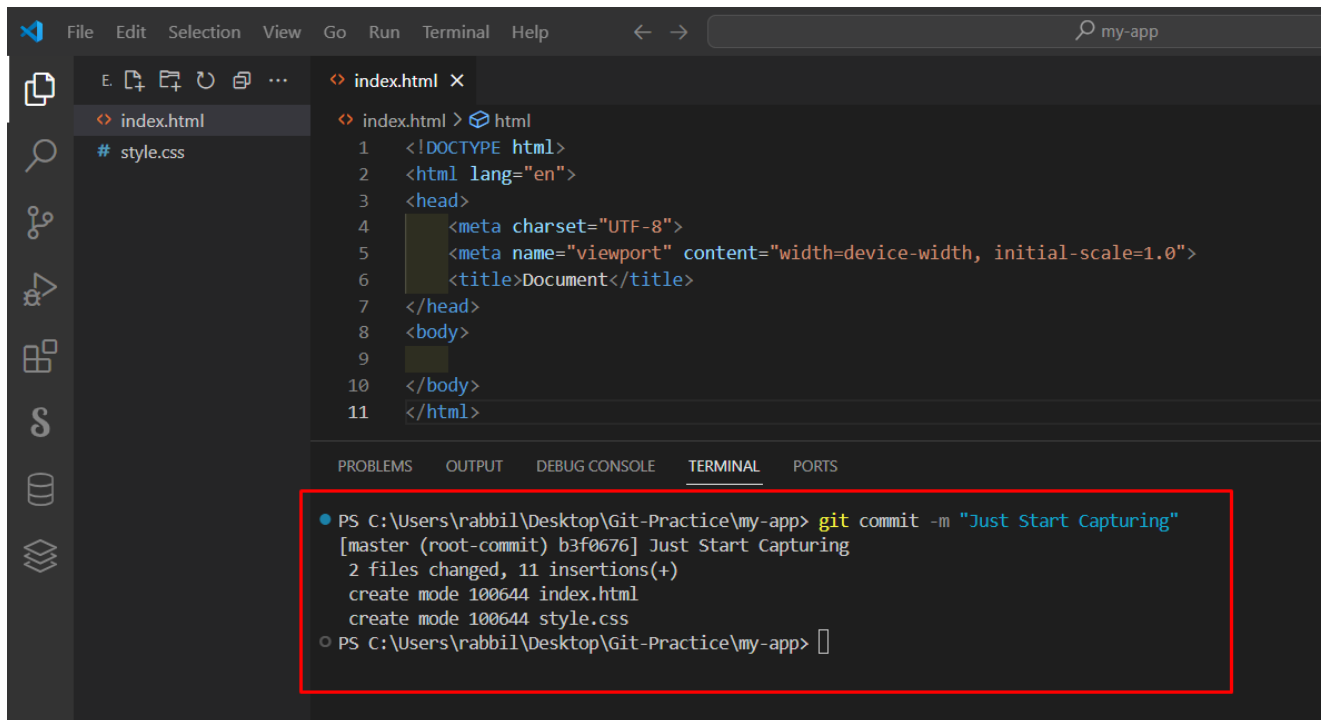 File Edit Selection View Go Run Terminal Help my-app
E.
index.html
# style.css
index.html
index.html > html
1 <!DOCTYPE html>
2 <html lang="en">
3 <head>
4 <meta charset="UTF-8">
5 <meta name="viewport" content="width=device-width, initial-scale=1.0">
6 <title>Document</title>
7 </head>
8 <body>
9
10 </body>
11 </html>
PROBLEMS OUTPUT DEBUG CONSOLE TERMINAL PORTS
PS C:\Users\rabbil\Desktop\Git-Practice\my-app> git commit -m "Just Start Capturing"
[master (root-commit) b3f0676] Just Start Capturing
2 files changed, 11 insertions(+)
create mode 100644 index.html
create mode 100644 style.css
PS C:\Users\rabbil\Desktop\Git-Practice\my-app>